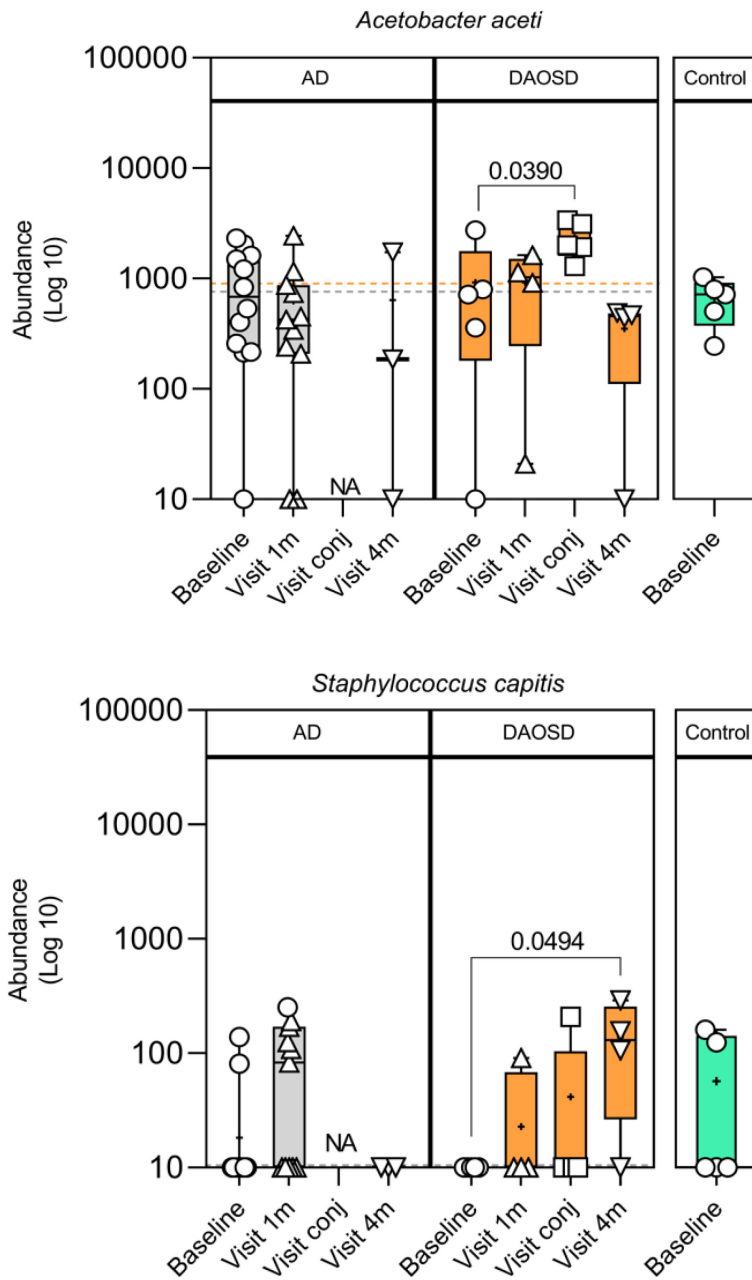 Acetobacter aceti
AD DAOSD Control
Abundance
(Log 10)
100000
10000
1000
100
10
0.0390
NA
Baseline
Visit 1m
Visit conj
Visit 4m
Baseline
Visit 1m
Visit conj
Visit 4m
Baseline
Staphylococcus capitis
AD DAOSD Control
Abundance
(Log 10)
100000
10000
1000
100
10
0.0494
NA
Baseline
Visit 1m
Visit conj
Visit 4m
Baseline
Visit 1m
Visit conj
Visit 4m
Baseline